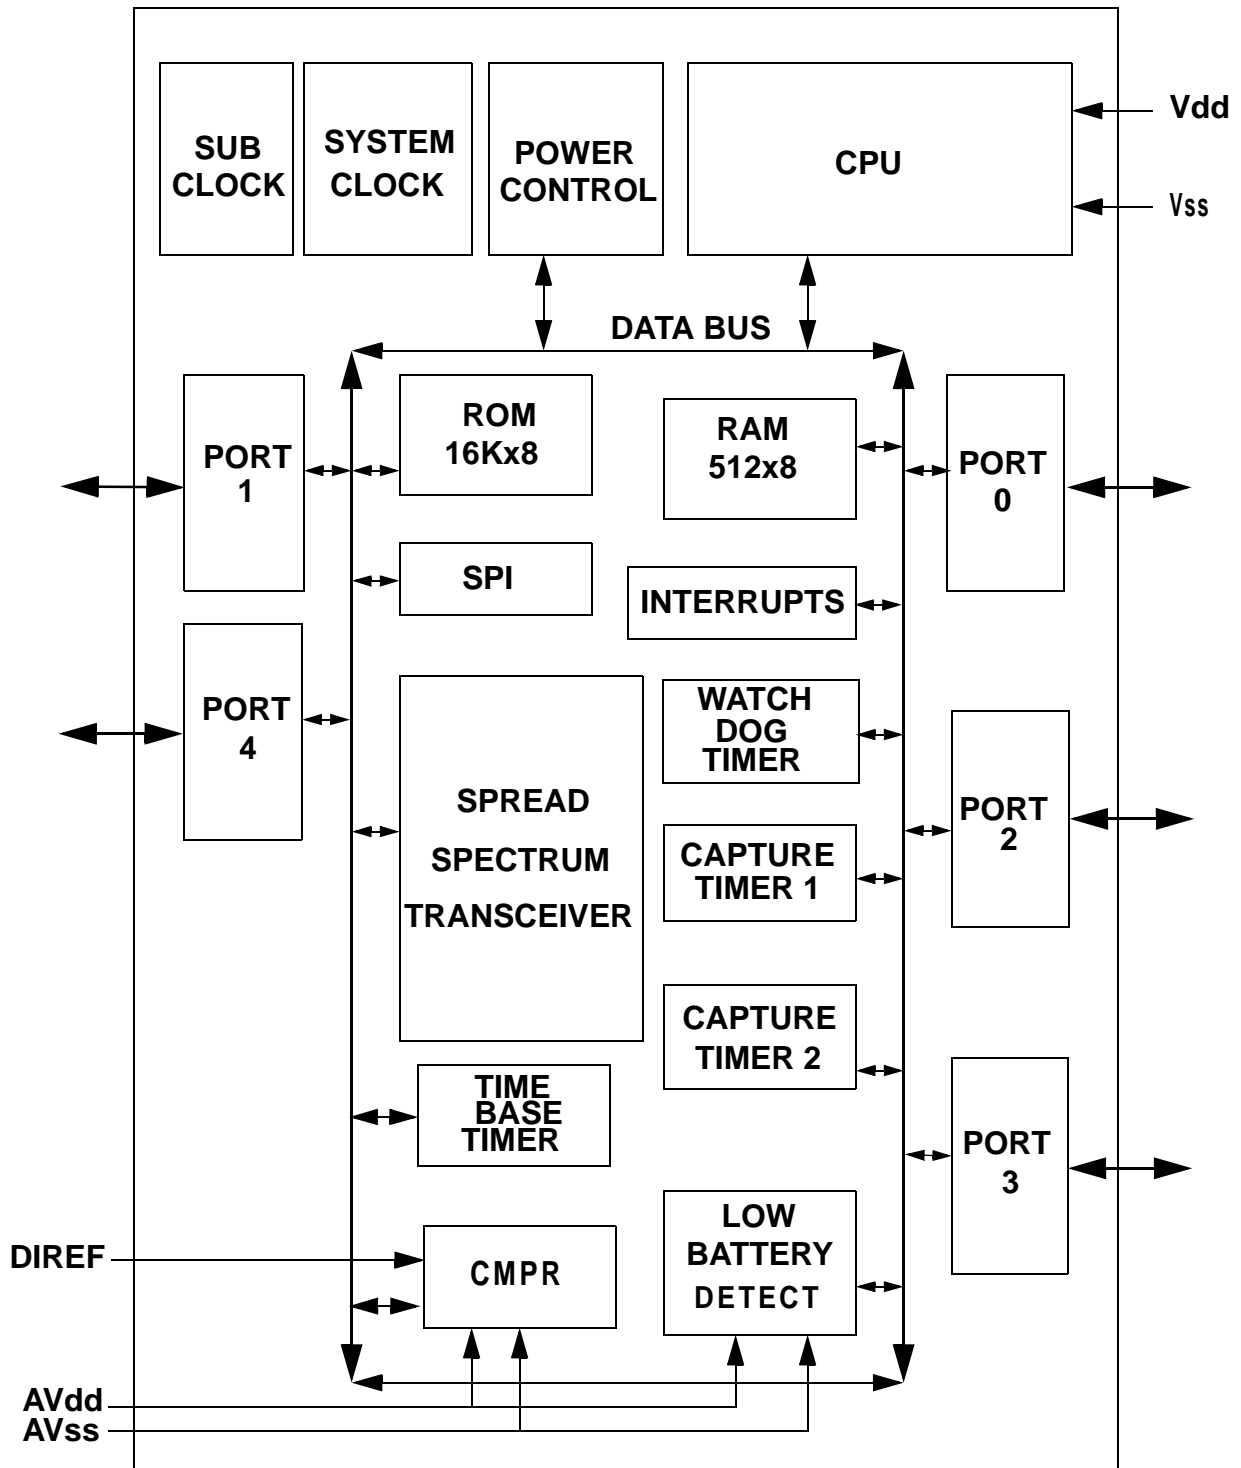 SUB
CLOCK
SYSTEM
CLOCK
POWER
CONTROL
CPU
Vdd
Vss
DATA BUS
PORT
1
ROM
16Kx8
RAM
512x8
PORT
0
SPI
INTERRUPTS
PORT
4
SPREAD
SPECTRUM
TRANSCEIVER
WATCH
DOG
TIMER
PORT
2
CAPTURE
TIMER 1
CAPTURE
TIMER 2
TIME
BASE
TIMER
PORT
3
DIREF
CMPR
LOW
BATTERY
DETECT
AVdd
AVss